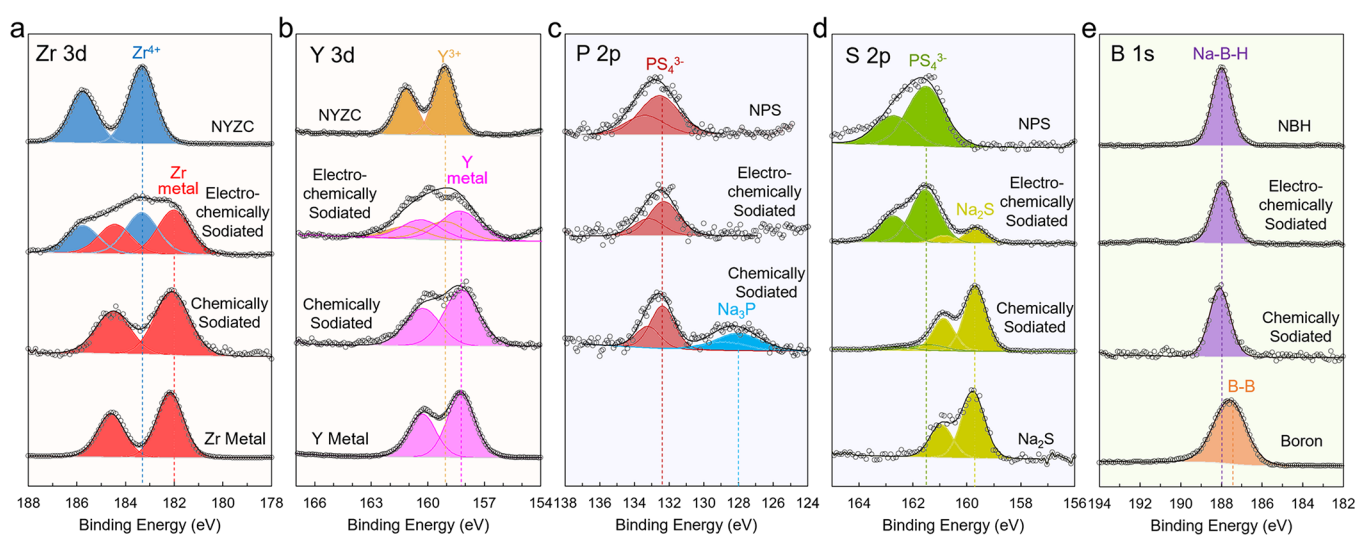 a
Zr 3d
Zr4+
NYZC
Zr
metal
Electro-
chemically
Sodiated
Chemically
Sodiated
Zr Metal
188 186 184 182 180 178
Binding Energy (eV)
b
Y 3d
Y3+
NYZC
Electro-
chemically
Sodiated
Y
metal
Chemically
Sodiated
Y Metal
166 163 160 157 154
Binding Energy (eV)
c
P 2p
PS43-
NPS
Electro-
chemically
Sodiated
Chemically
Sodiated
Na3P
138 136 134 132 130 128 126 124
Binding Energy (eV)
d
S 2p
PS43-
NPS
Electro-
chemically
Sodiated
Na2S
Chemically
Sodiated
Na2S
164 162 160 158 156
Binding Energy (eV)
e
B 1s
Na-B-H
NBH
Electro-
chemically
Sodiated
Chemically
Sodiated
B-B
Boron
194 192 190 188 186 184 182
Binding Energy (eV)